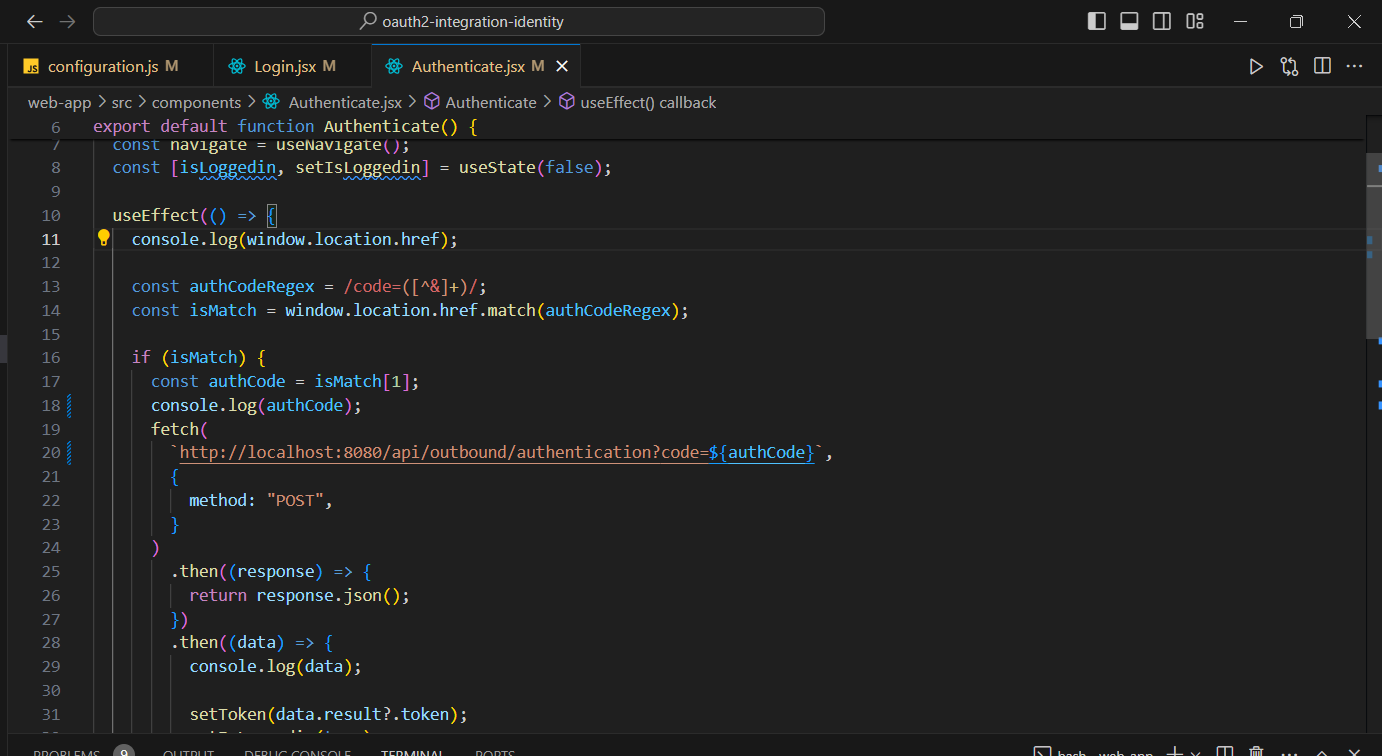 oauth2-integration-identity
JS configuration.js M Login.jsx M Authenticate.jsx M
web-app > src > components > Authenticate.jsx > Authenticate > useEffect() callback
6 export default function Authenticate() {
7 const navigate = useNavigate();
8 const [isLoggedin, setIsLoggedin] = useState(false);
9
10 useEffect(() => {
11 console.log(window.location.href);
12
13 const authCodeRegex = /code=([^&]+)/;
14 const isMatch = window.location.href.match(authCodeRegex);
15
16 if (isMatch) {
17 const authCode = isMatch[1];
18 console.log(authCode);
19 fetch(
20 `http://localhost:8080/api/outbound/authentication?code=${authCode}`,
21 {
22 method: "POST",
23 }
24 )
25 .then((response) => {
26 return response.json();
27 })
28 .then((data) => {
29 console.log(data);
30
31 setToken(data.result?.token);
PROBLEMS 9 OUTPUT DEBUG CONSOLE TERMINAL PORTS bash - web-app